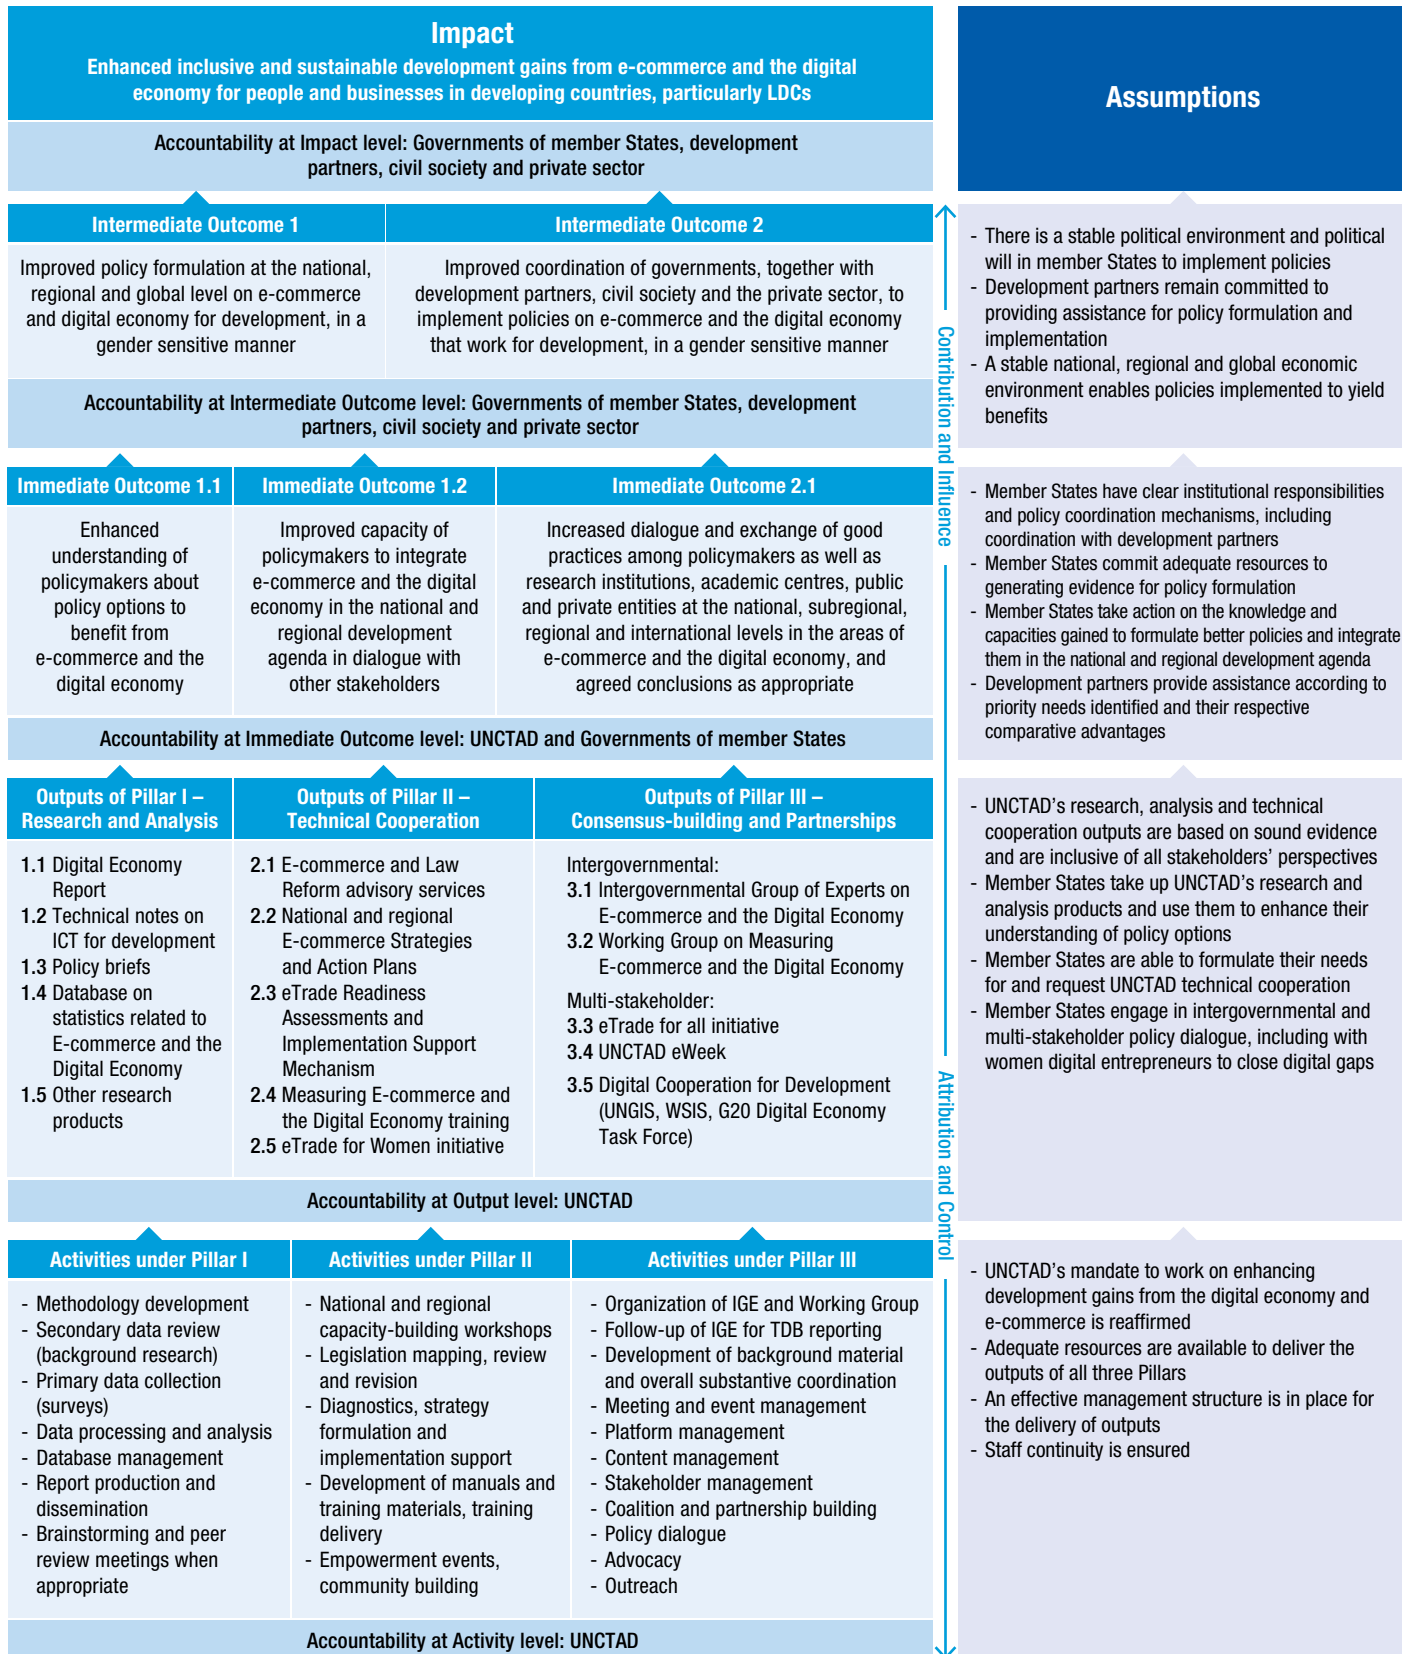 Impact
Enhanced inclusive and sustainable development gains from e-commerce and the digital
economy for people and businesses in developing countries, particularly LDCs
Accountability at Impact level: Governments of member States, development
partners, civil society and private sector
Assumptions
Intermediate Outcome 1
Improved policy formulation at the national,
regional and global level on e-commerce
and digital economy for development, in a
gender sensitive manner
Intermediate Outcome 2
Improved coordination of governments, together with
development partners, civil society and the private sector, to
implement policies on e-commerce and the digital economy
that work for development, in a gender sensitive manner
Accountability at Intermediate Outcome level: Governments of member States, development
partners, civil society and private sector
- There is a stable political environment and political
will in member States to implement policies
- Development partners remain committed to
providing assistance for policy formulation and
implementation
- A stable national, regional and global economic
environment enables policies implemented to yield
benefits
Contribution and Influence
Immediate Outcome 1.1
Enhanced
understanding of
policymakers about
policy options to
benefit from
e-commerce and the
digital economy
Immediate Outcome 1.2
Improved capacity of
policymakers to integrate
e-commerce and the digital
economy in the national and
regional development
agenda in dialogue with
other stakeholders
Immediate Outcome 2.1
Increased dialogue and exchange of good
practices among policymakers as well as
research institutions, academic centres, public
and private entities at the national, subregional,
regional and international levels in the areas of
e-commerce and the digital economy, and
agreed conclusions as appropriate
Accountability at Immediate Outcome level: UNCTAD and Governments of member States
- Member States have clear institutional responsibilities
and policy coordination mechanisms, including
coordination with development partners
- Member States commit adequate resources to
generating evidence for policy formulation
- Member States take action on the knowledge and
capacities gained to formulate better policies and integrate
them in the national and regional development agenda
- Development partners provide assistance according to
priority needs identified and their respective
comparative advantages
Outputs of Pillar I –
Research and Analysis
1.1 Digital Economy
Report
1.2 Technical notes on
ICT for development
1.3 Policy briefs
1.4 Database on
statistics related to
E-commerce and the
Digital Economy
1.5 Other research
products
Outputs of Pillar II –
Technical Cooperation
2.1 E-commerce and Law
Reform advisory services
2.2 National and regional
E-commerce Strategies
and Action Plans
2.3 eTrade Readiness
Assessments and
Implementation Support
Mechanism
2.4 Measuring E-commerce and
the Digital Economy training
2.5 eTrade for Women initiative
Outputs of Pillar III –
Consensus-building and Partnerships
Intergovernmental:
3.1 Intergovernmental Group of Experts on
E-commerce and the Digital Economy
3.2 Working Group on Measuring
E-commerce and the Digital Economy
Multi-stakeholder:
3.3 eTrade for all initiative
3.4 UNCTAD eWeek
3.5 Digital Cooperation for Development
(UNGIS, WSIS, G20 Digital Economy
Task Force)
Accountability at Output level: UNCTAD
- UNCTAD’s research, analysis and technical
cooperation outputs are based on sound evidence
and are inclusive of all stakeholders’ perspectives
- Member States take up UNCTAD’s research and
analysis products and use them to enhance their
understanding of policy options
- Member States are able to formulate their needs
for and request UNCTAD technical cooperation
- Member States engage in intergovernmental and
multi-stakeholder policy dialogue, including with
women digital entrepreneurs to close digital gaps
Attribution and Control
Activities under Pillar I
- Methodology development
- Secondary data review
(background research)
- Primary data collection
(surveys)
- Data processing and analysis
- Database management
- Report production and
dissemination
- Brainstorming and peer
review meetings when
appropriate
Activities under Pillar II
- National and regional
capacity-building workshops
- Legislation mapping, review
and revision
- Diagnostics, strategy
formulation and
implementation support
- Development of manuals and
training materials, training
delivery
- Empowerment events,
community building
Activities under Pillar III
- Organization of IGE and Working Group
- Follow-up of IGE for TDB reporting
- Development of background material
and overall substantive coordination
- Meeting and event management
- Platform management
- Content management
- Stakeholder management
- Coalition and partnership building
- Policy dialogue
- Advocacy
- Outreach
Accountability at Activity level: UNCTAD
- UNCTAD’s mandate to work on enhancing
development gains from the digital economy and
e-commerce is reaffirmed
- Adequate resources are available to deliver the
outputs of all three Pillars
- An effective management structure is in place for
the delivery of outputs
- Staff continuity is ensured